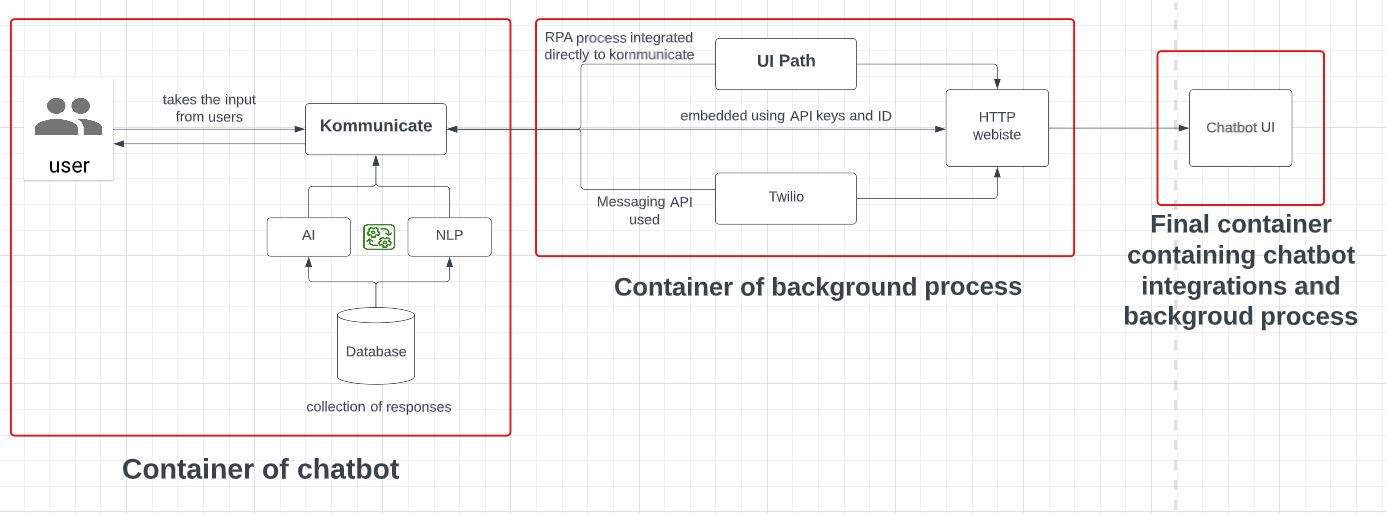 takes the input
from users
user
Kommunicate
AI
NLP
Database
collection of responses
Container of chatbot
RPA process integrated
directly to kommunicate
UI Path
embedded using API keys and ID
HTTP
webiste
Messaging API
used
Twilio
Container of background process
Chatbot UI
Final container
containing chatbot
integrations and
backgroud process